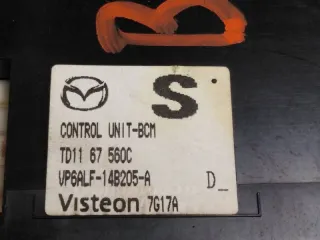 S
CONTROL UNIT-BCM
TD11 67 560C
VP6ALF-14B205-A D_
Visteon 7G17A